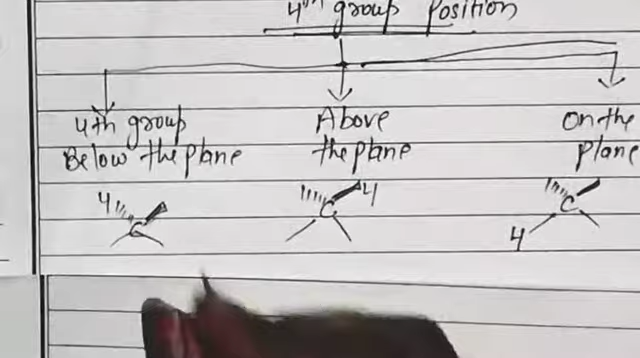 4th group Position
4th group
Below the plane
Above
the plane
On the
plane
4
C
4
C
C
4